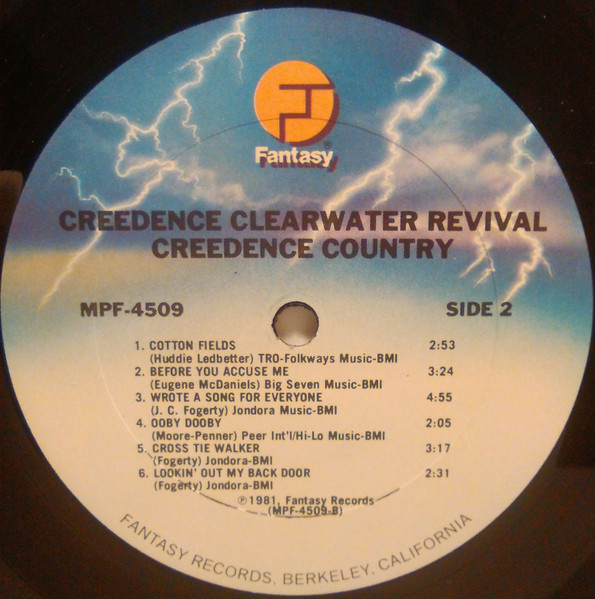 Fantasy®
CREEDENCE CLEARWATER REVIVAL
CREEDENCE COUNTRY
MPF-4509 SIDE 2
1. COTTON FIELDS 2:53
(Huddie Ledbetter) TRO-Folkways Music-BMI
2. BEFORE YOU ACCUSE ME 3:24
(Eugene McDaniels) Big Seven Music-BMI
3. WROTE A SONG FOR EVERYONE 4:55
(J. C. Fogerty) Jondora Music-BMI
4. OOBY DOOBY 2:05
(Moore-Penner) Peer Int'l/Hi-Lo Music-BMI
5. CROSS TIE WALKER 3:17
(Fogerty) Jondora-BMI
6. LOOKIN' OUT MY BACK DOOR 2:31
(Fogerty) Jondora-BMI
℗1981, Fantasy Records
(MPF-4509-B)
FANTASY RECORDS, BERKELEY, CALIFORNIA